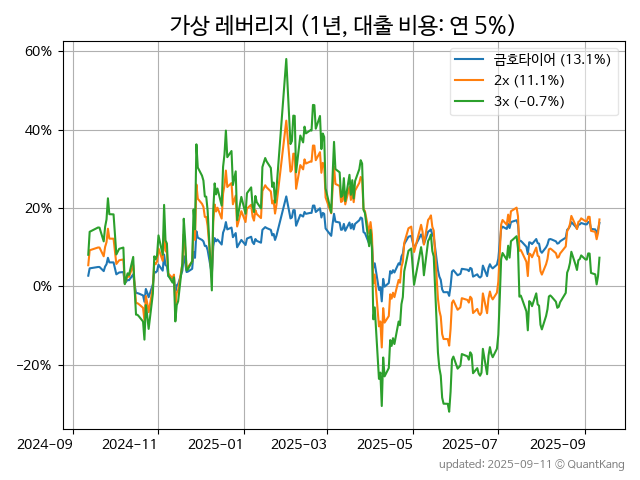 가상 레버리지 (1년, 대출 비용: 연 5%)
금호타이어 (13.1%)
2x (11.1%)
3x (−0.7%)
60%
40%
20%
0%
−20%
2024-09 2024-11 2025-01 2025-03 2025-05 2025-07 2025-09
updated: 2025-09-11 © QuantKang